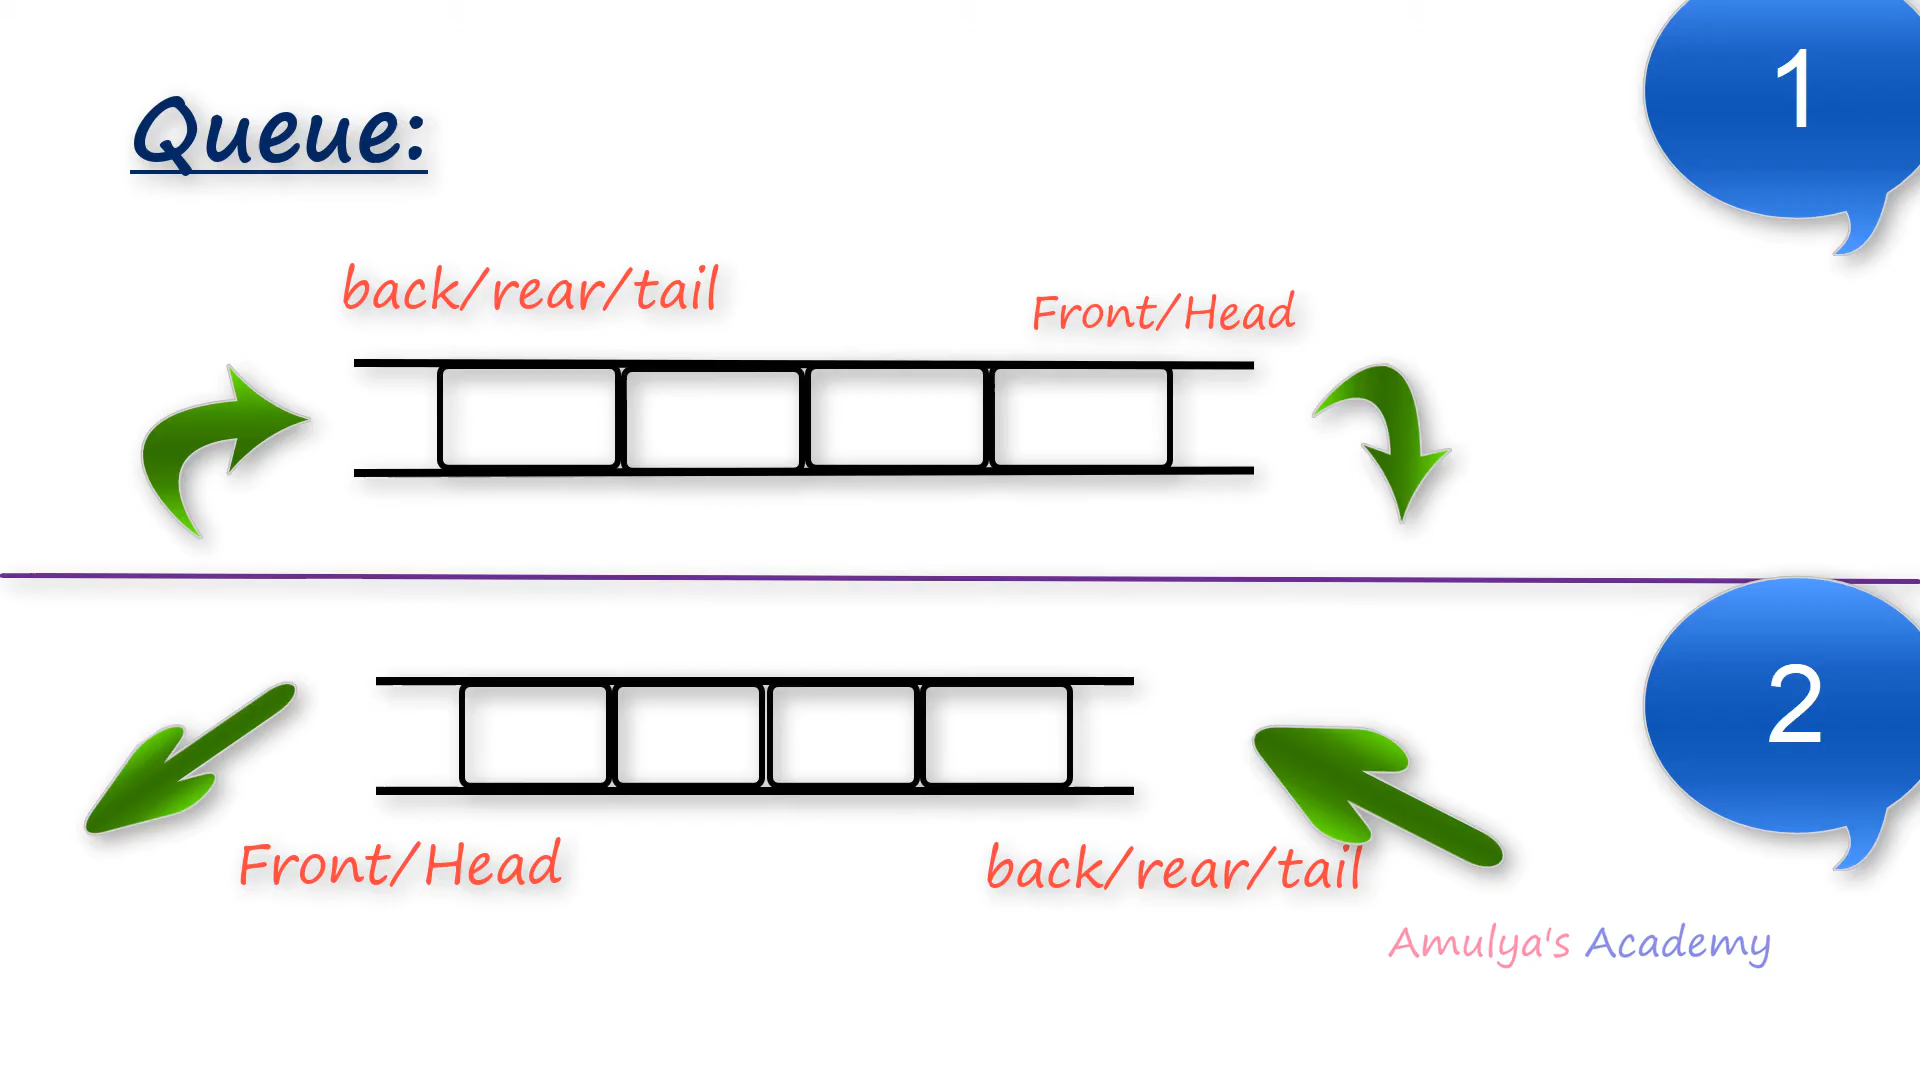 1
Queue:
back/rear/tail
Front/Head
2
Front/Head
back/rear/tail
Amulya's Academy